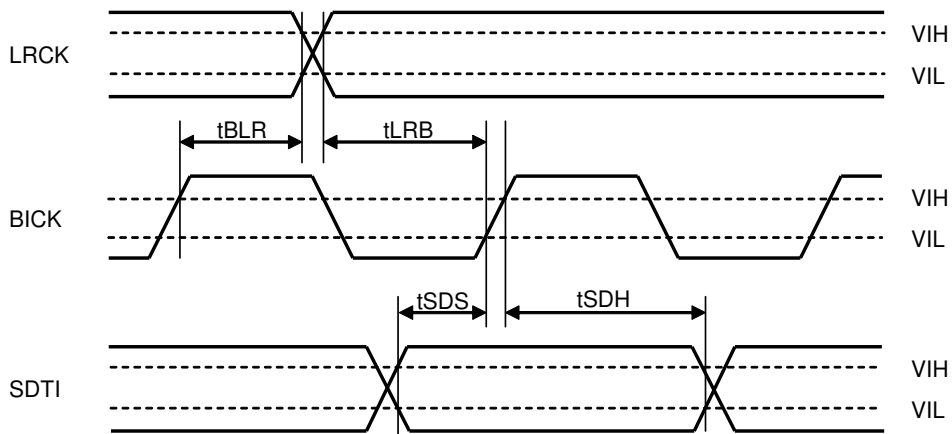 LRCK
VIH
VIL
tBLR
tLRB
BICK
VIH
VIL
tSDS
tSDH
SDTI
VIH
VIL